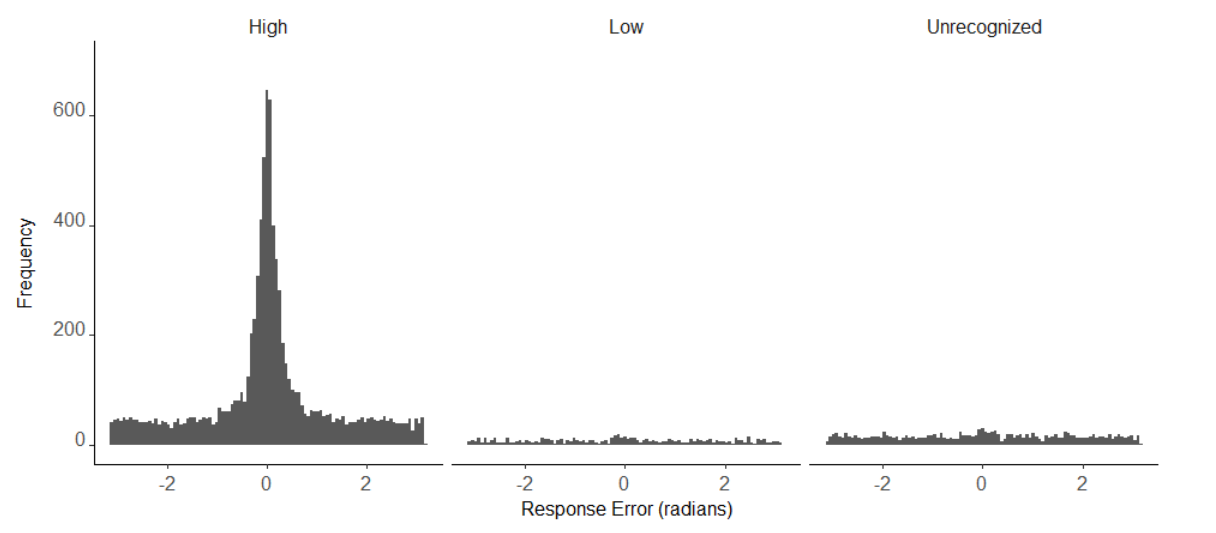 High Low Unrecognized
600
400
200
0
Frequency
-2 0 2 -2 0 2 -2 0 2
Response Error (radians)